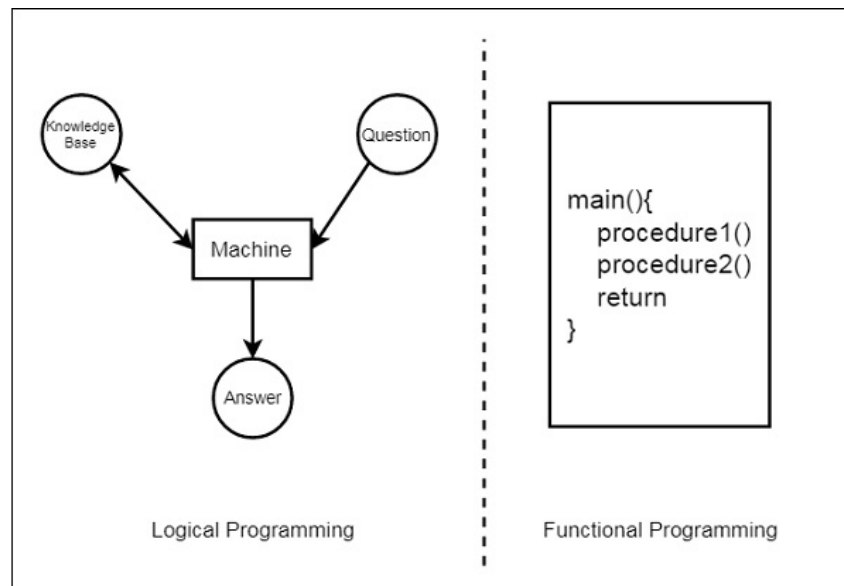 Knowledge
Base
Question
Machine
Answer
Logical Programming
main(){
procedure1()
procedure2()
return
}
Functional Programming